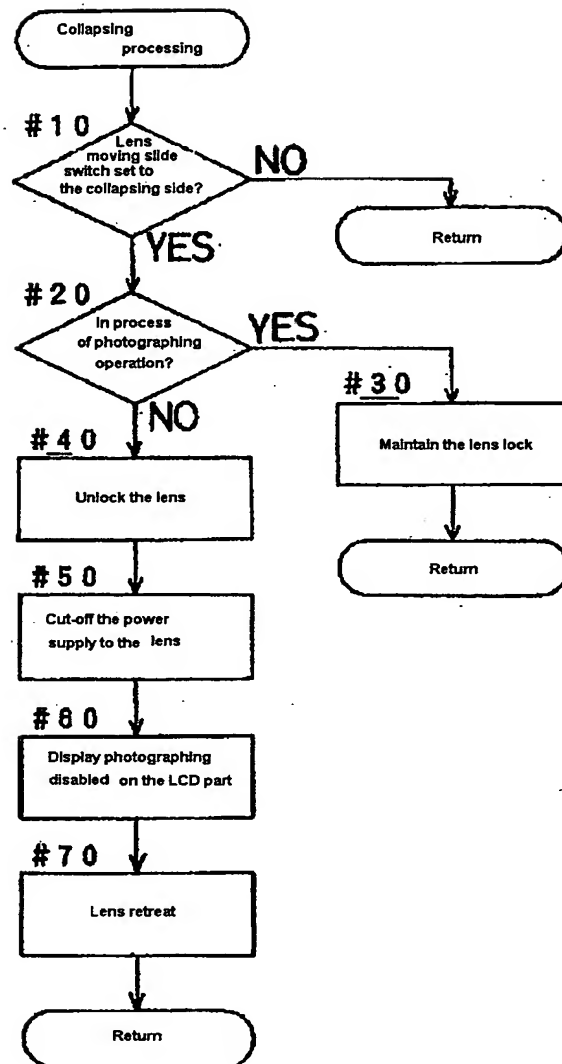 Collapsing
processing
#10
Lens
moving slide
switch set to
the collapsing side?
NO
Return
YES
#20
In process
of photographing
operation?
YES
#30
Maintain the lens lock
Return
NO
#40
Unlock the lens
#50
Cut-off the power
supply to the lens
#60
Display photographing
disabled on the LCD part
#70
Lens retreat
Return